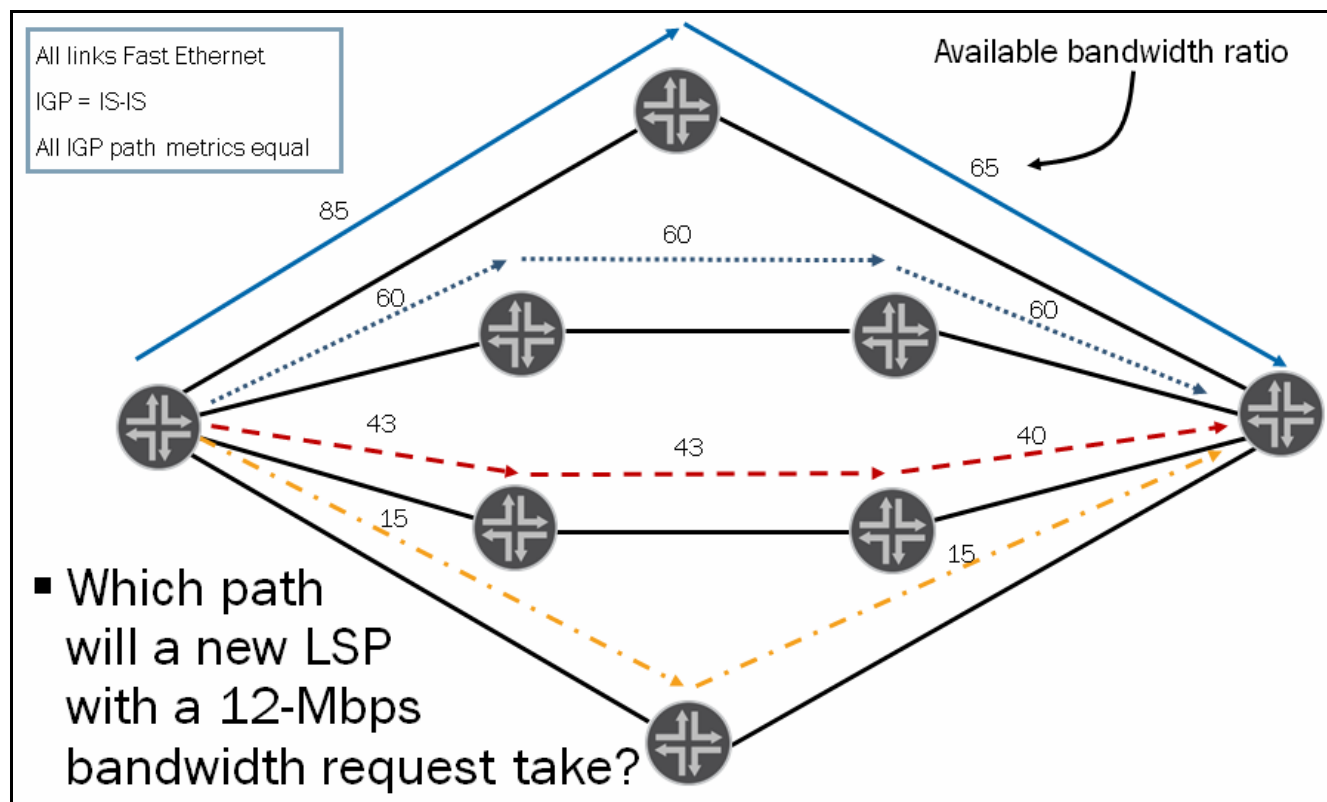 All links Fast Ethernet
IGP = IS-IS
All IGP path metrics equal
Available bandwidth ratio
65
85
60
60
60
43
43
40
15
15
▪ Which path
will a new LSP
with a 12-Mbps
bandwidth request take?